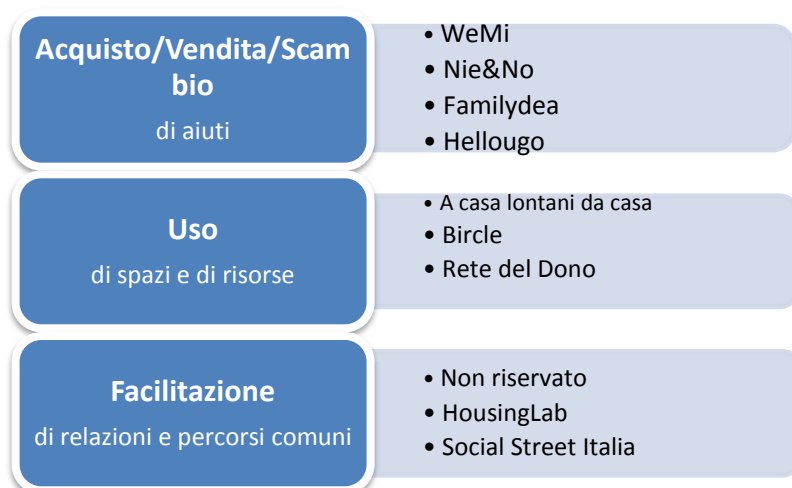 Acquisto/Vendita/Scam
bio
di aiuti
• WeMi
• Nie&No
• Familydea
• Hellougo
Uso
di spazi e di risorse
• A casa lontani da casa
• Bircle
• Rete del Dono
Facilitazione
di relazioni e percorsi comuni
• Non riservato
• HousingLab
• Social Street Italia